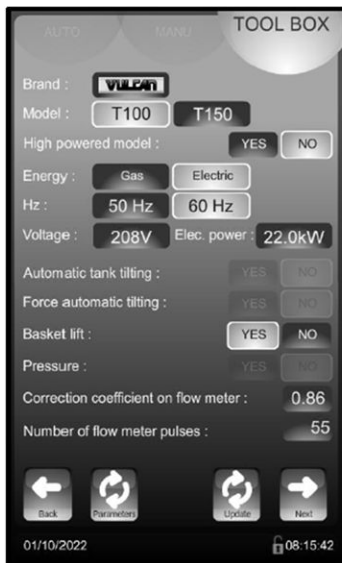 AUTO MANU TOOL BOX
Brand : VULCAN
Model : T100 T150
High powered model : YES NO
Energy : Gas Electric
Hz : 50 Hz 60 Hz
Voltage : 208V Elec. power : 22.0kW
Automatic tank tilting : YES NO
Force automatic tilting : YES NO
Basket lift : YES NO
Pressure : YES NO
Correction coefficient on flow meter : 0.86
Number of flow meter pulses : 55
Back Parameters Update Next
01/10/2022 08:15:42